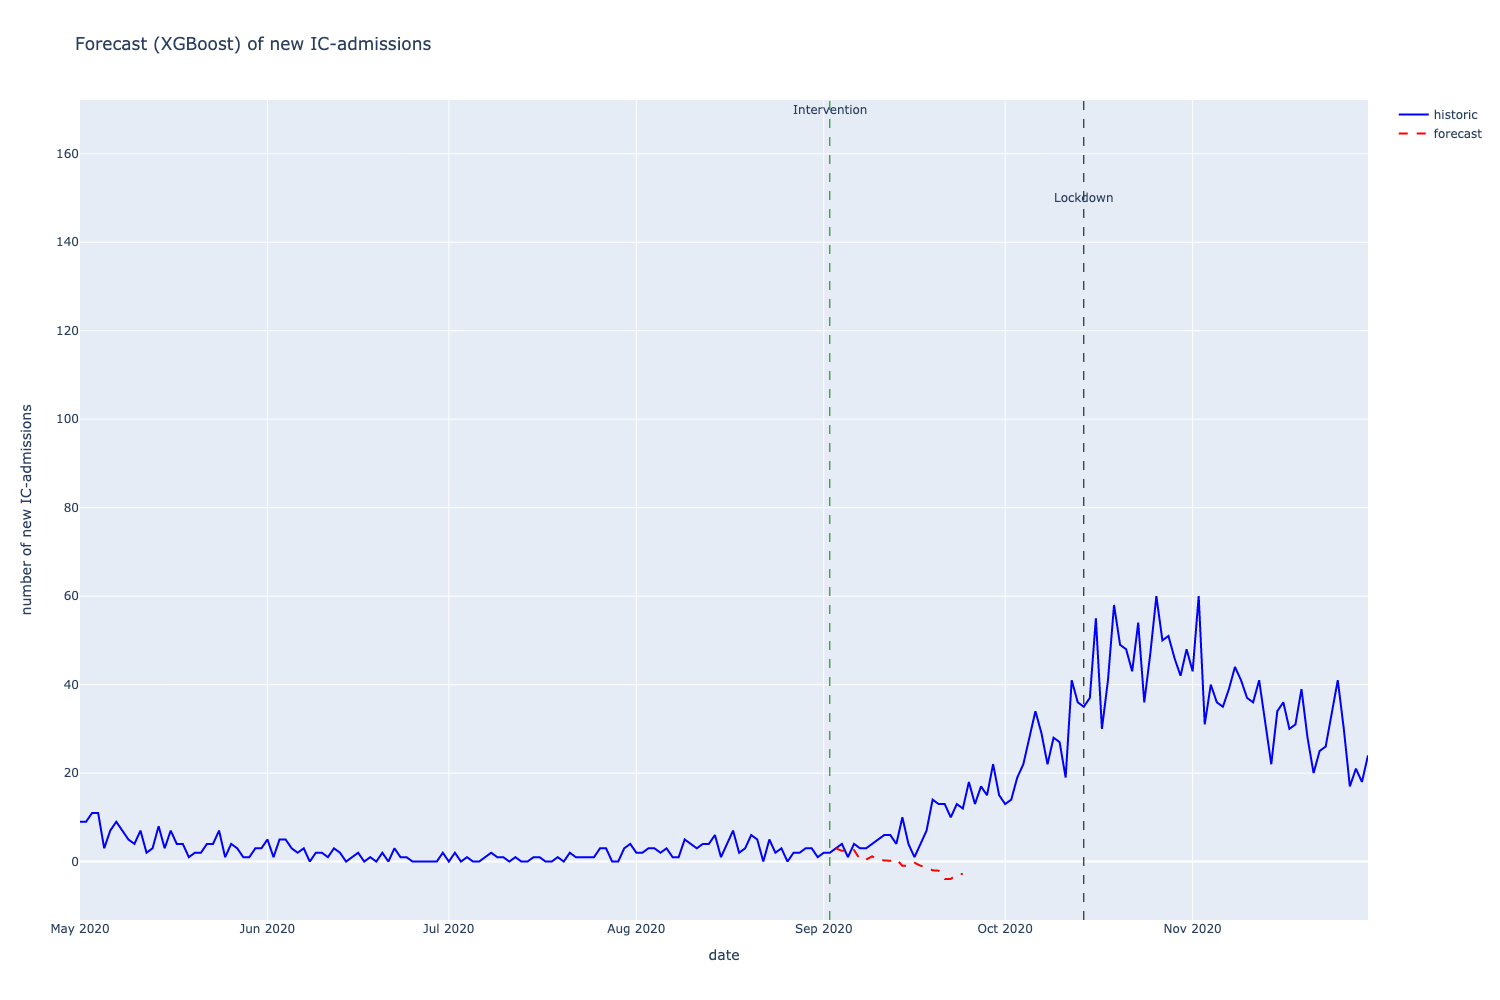 Forecast (XGBoost) of new IC-admissions
Intervention
historic
forecast
160
Lockdown
140
120
100
80
60
40
20
0
number of new IC-admissions
May 2020
Jun 2020
Jul 2020
Aug 2020
Sep 2020
Oct 2020
Nov 2020
date